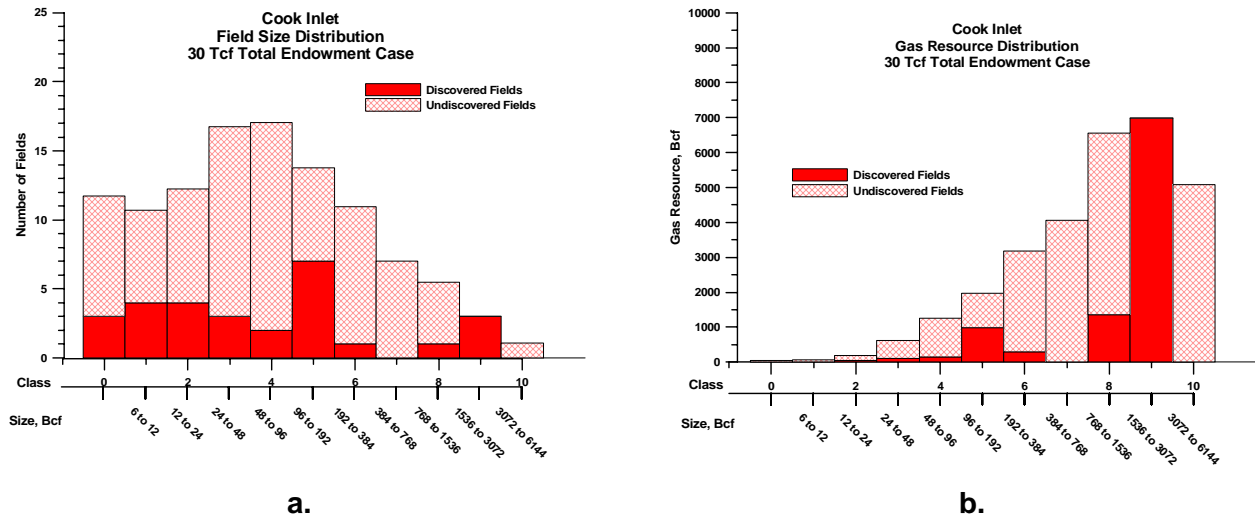 Cook Inlet
Field Size Distribution
30 Tcf Total Endowment Case
Discovered Fields
Undiscovered Fields
Number of Fields
25
20
15
10
5
0
Class
0 2 4 6 8 10
Size, Bcf
6 to 12
12 to 24
24 to 48
48 to 96
96 to 192
192 to 384
384 to 768
768 to 1536
1536 to 3072
3072 to 6144
a.
Cook Inlet
Gas Resource Distribution
30 Tcf Total Endowment Case
Discovered Fields
Undiscovered Fields
Gas Resource, Bcf
10000
9000
8000
7000
6000
5000
4000
3000
2000
1000
0
Class
0 2 4 6 8 10
Size, Bcf
6 to 12
12 to 24
24 to 48
48 to 96
96 to 192
192 to 384
384 to 768
768 to 1536
1536 to 3072
3072 to 6144
b.